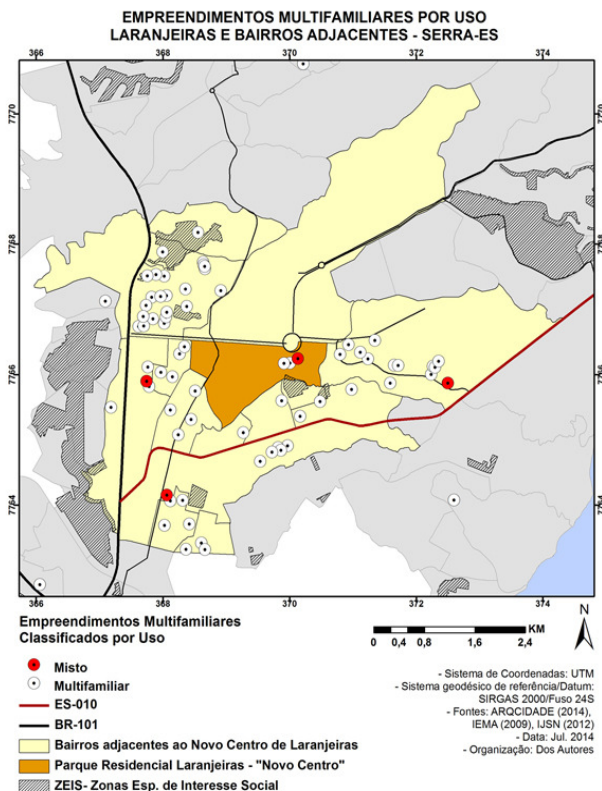 EMPREENDIMENTOS MULTIFAMILIARES POR USO
LARANJEIRAS E BAIRROS ADJACENTES - SERRA-ES
366 368 370 372 374
7770 7770
7768 7768
7766 7766
7764 7764
366 368 370 372 374
Empreendimentos Multifamiliares
Classificados por Uso
Misto
Multifamiliar
ES-010
BR-101
Bairros adjacentes ao Novo Centro de Laranjeiras
Parque Residencial Laranjeiras - "Novo Centro"
ZEIS- Zonas Esp. de Interesse Social
KM
0 0,4 0,8 1,6 2,4
N
- Sistema de Coordenadas: UTM
- Sistema geodésico de referência/Datum:
SIRGAS 2000/Fuso 24S
- Fontes: ARQCIDADE (2014),
IEMA (2009), IJSN (2012)
- Data: Jul. 2014
- Organização: Dos Autores